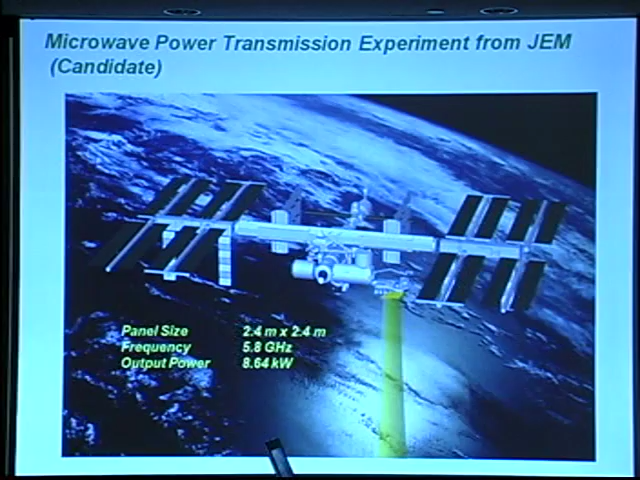 Microwave Power Transmission Experiment from JEM
(Candidate)
Panel Size 2.4 m x 2.4 m
Frequency 5.8 GHz
Output Power 8.64 kW